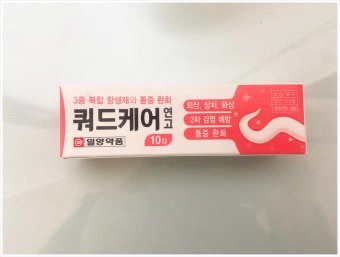 3중 복합 항생제와 통증 완화
쿼드케어 연고
10g
일양약품
외상, 상처, 화상
2차 감염 예방
통증 완화